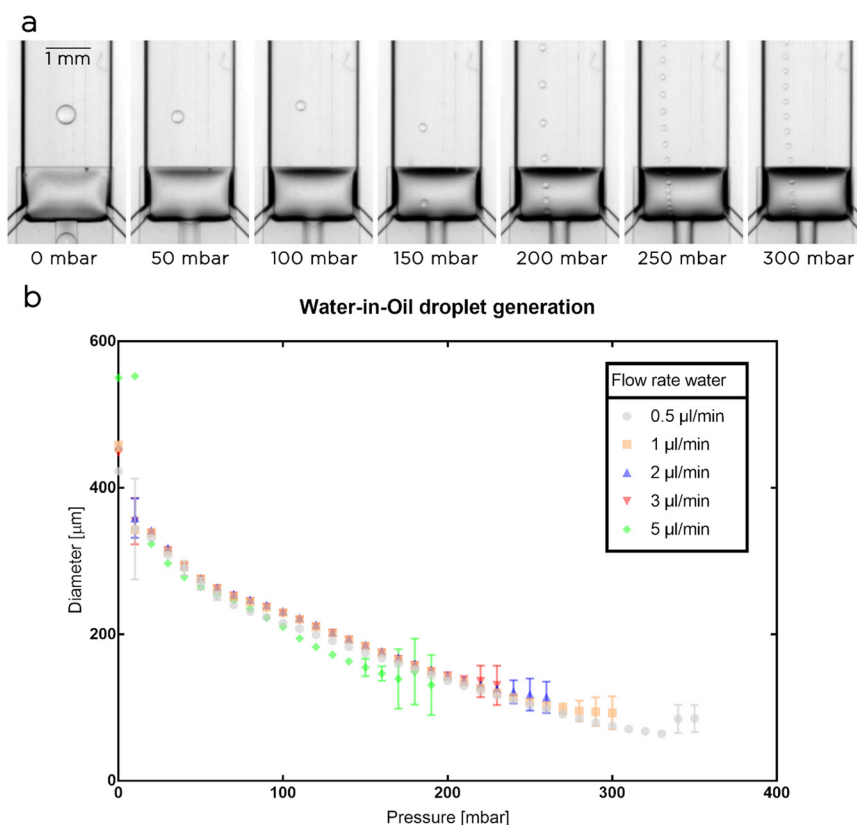 a
1 mm
0 mbar
50 mbar
100 mbar
150 mbar
200 mbar
250 mbar
300 mbar
b
Water-in-Oil droplet generation
600
400
200
0
Diameter [μm]
0
100
200
300
400
Pressure [mbar]
Flow rate water
0.5 µl/min
1 µl/min
2 µl/min
3 µl/min
5 µl/min